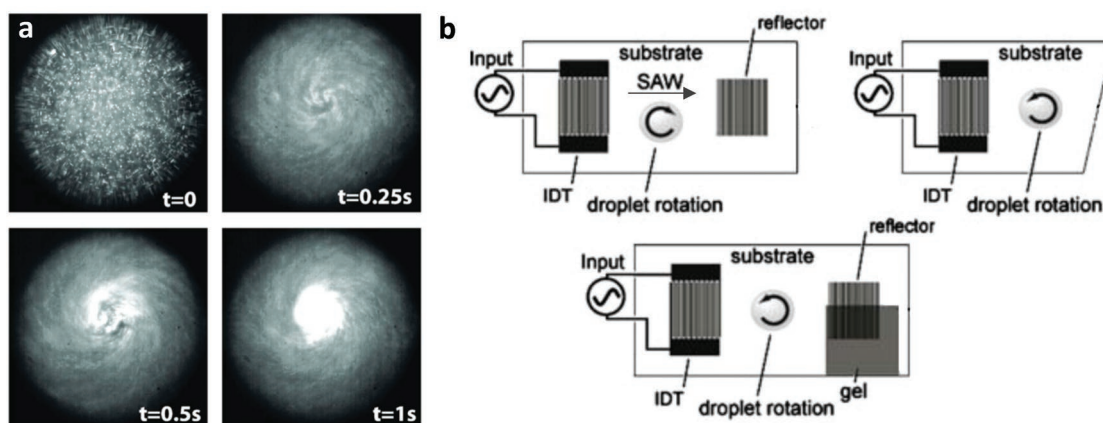 a
t=0
t=0.25s
t=0.5s
t=1s
b
reflector
Input
substrate
SAW
IDT
droplet rotation
Input
substrate
IDT
droplet rotation
reflector
Input
substrate
IDT
droplet rotation
gel